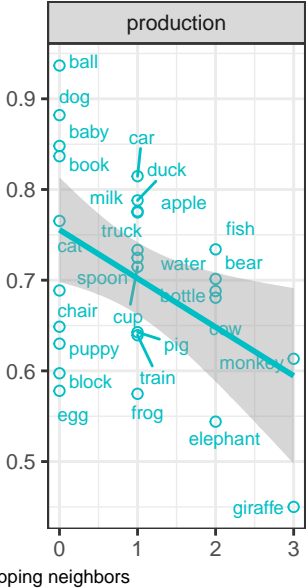 production
ball
0.9
dog
baby
car
book
duck
0.8
milk
apple
truck
fish
cat
water
bear
0.7
spoon
bottle
chair
cup
cow
puppy
pig
monkey
0.6
block
train
egg
frog
elephant
0.5
giraffe
0 1 2 3
pping neighbors